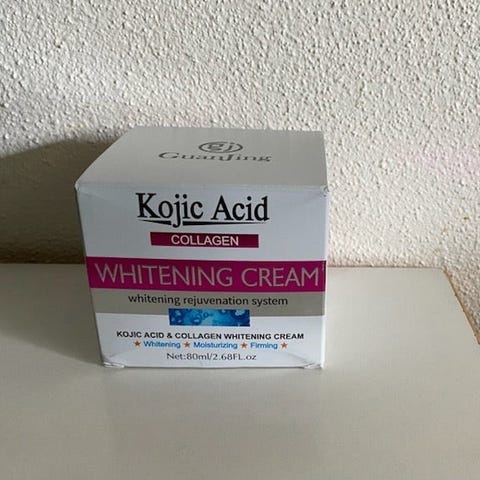 gj
GuanJing
Kojic Acid
COLLAGEN
WHITENING CREAM
whitening rejuvenation system
KOJIC ACID & COLLAGEN WHITENING CREAM
★ Whitening ★ Moisturizing ★ Firming ★
Net:80ml/2.68FL.oz